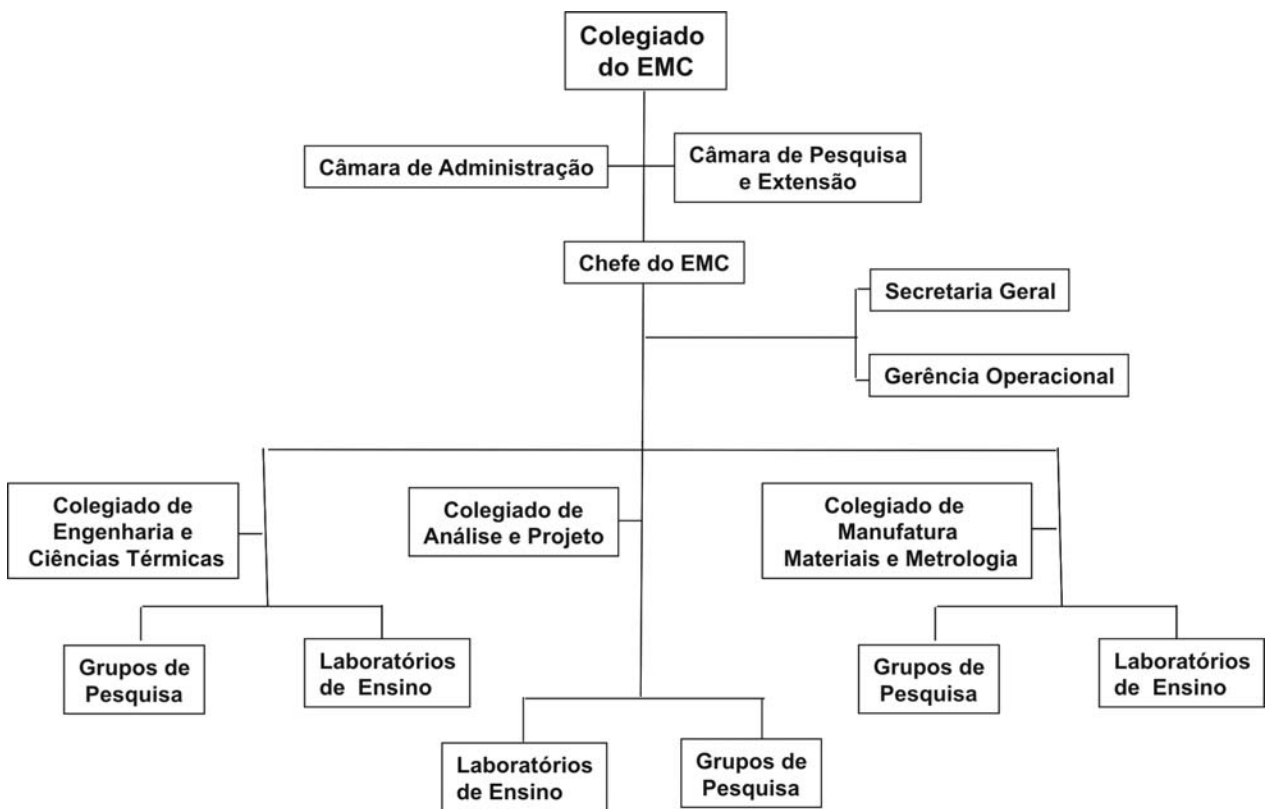 Colegiado
do EMC
Câmara de Administração
Câmara de Pesquisa
e Extensão
Chefe do EMC
Secretaria Geral
Gerência Operacional
Colegiado de
Engenharia e
Ciências Térmicas
Colegiado de
Análise e Projeto
Colegiado de
Manufatura
Materiais e Metrologia
Grupos de
Pesquisa
Laboratórios
de Ensino
Laboratórios
de Ensino
Grupos de
Pesquisa
Grupos de
Pesquisa
Laboratórios
de Ensino